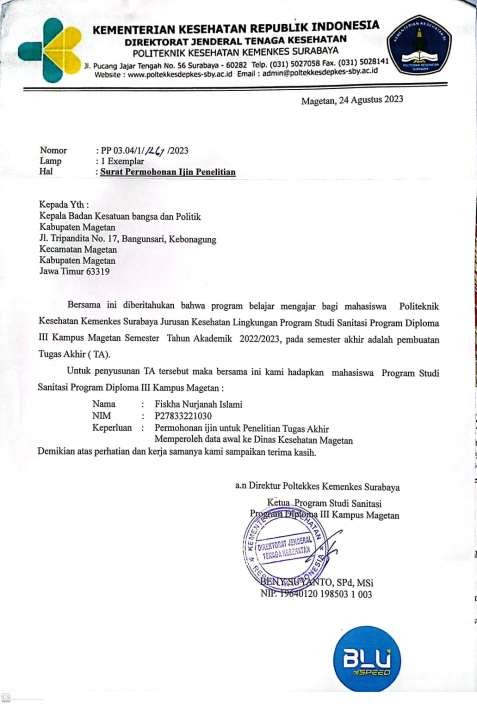 KEMENTERIAN KESEHATAN REPUBLIK INDONESIA
DIREKTORAT JENDERAL TENAGA KESEHATAN
POLITEKNIK KESEHATAN KEMENKES SURABAYA
Jl. Pucang Jajar Tengah No. 56 Surabaya - 60282 Telp. (031) 5027058 Fax. (031) 5028141
Website : www.poltekkesdepkes-sby.ac.id Email : admin@poltekkesdepkes-sby.ac.id
Magetan, 24 Agustus 2023
Nomor : PP 03.04/1/ /2023
Lamp : 1 Exemplar
Hal : Surat Permohonan Ijin Penelitian
Kepada Yth :
Kepala Badan Kesatuan bangsa dan Politik
Kabupaten Magetan
Jl. Tripandita No. 17, Bangunsari, Kebonagung
Kecamatan Magetan
Kabupaten Magetan
Jawa Timur 63319
Bersama ini diberitahukan bahwa program belajar mengajar bagi mahasiswa Politeknik
Kesehatan Kemenkes Surabaya Jurusan Kesehatan Lingkungan Program Studi Sanitasi Program Diploma
III Kampus Magetan Semester Tahun Akademik 2022/2023, pada semester akhir adalah pembuatan
Tugas Akhir ( TA).
Untuk penyusunan TA tersebut maka bersama ini kami hadapkan mahasiswa Program Studi
Sanitasi Program Diploma III Kampus Magetan :
Nama : Fiskha Nurjanah Islami
NIM : P27833221030
Keperluan : Permohonan ijin untuk Penelitian Tugas Akhir
Memperoleh data awal ke Dinas Kesehatan Magetan
Demikian atas perhatian dan kerja samanya kami sampaikan terima kasih.
a.n Direktur Poltekkes Kemenkes Surabaya
Ketua Program Studi Sanitasi
Program Diploma III Kampus Magetan
KEMENTERIAN KESEHATAN
DIREKTORAT JENDERAL
TENAGA KESEHATAN
REPUBLIK INDONESIA
BENY SUYANTO, SPd, MSi
NIP. 19640120 198503 1 003
BLU
SPEED